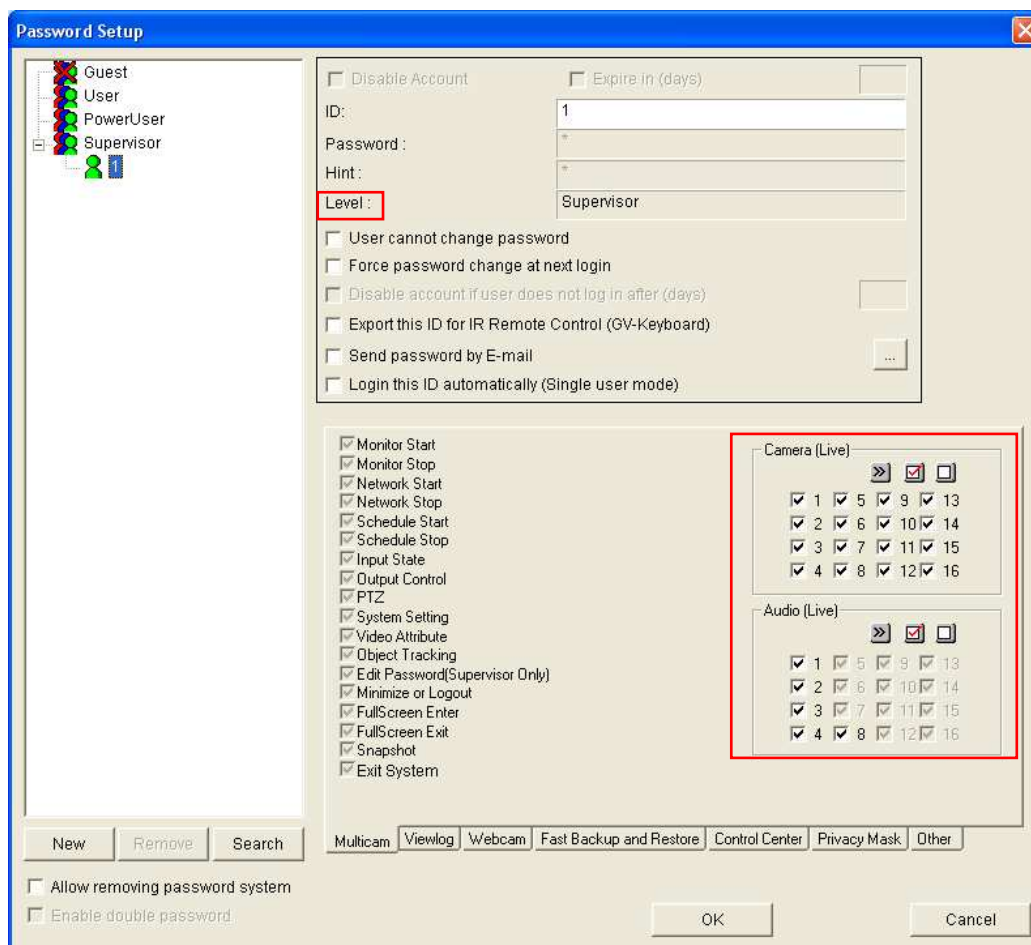 Password Setup
Guest
User
PowerUser
Supervisor
1
Disable Account
Expire in (days)
ID:
1
Password :
*
Hint :
*
Level :
Supervisor
User cannot change password
Force password change at next login
Disable account if user does not log in after (days)
Export this ID for IR Remote Control (GV-Keyboard)
Send password by E-mail
...
Login this ID automatically (Single user mode)
Monitor Start
Monitor Stop
Network Start
Network Stop
Schedule Start
Schedule Stop
Input State
Output Control
PTZ
System Setting
Video Attribute
Object Tracking
Edit Password(Supervisor Only)
Minimize or Logout
FullScreen Enter
FullScreen Exit
Snapshot
Exit System
Camera (Live)
1 5 9 13
2 6 10 14
3 7 11 15
4 8 12 16
Audio (Live)
1 5 9 13
2 6 10 14
3 7 11 15
4 8 12 16
Multicam Viewlog Webcam Fast Backup and Restore Control Center Privacy Mask Other
New Remove Search
Allow removing password system
Enable double password
OK
Cancel